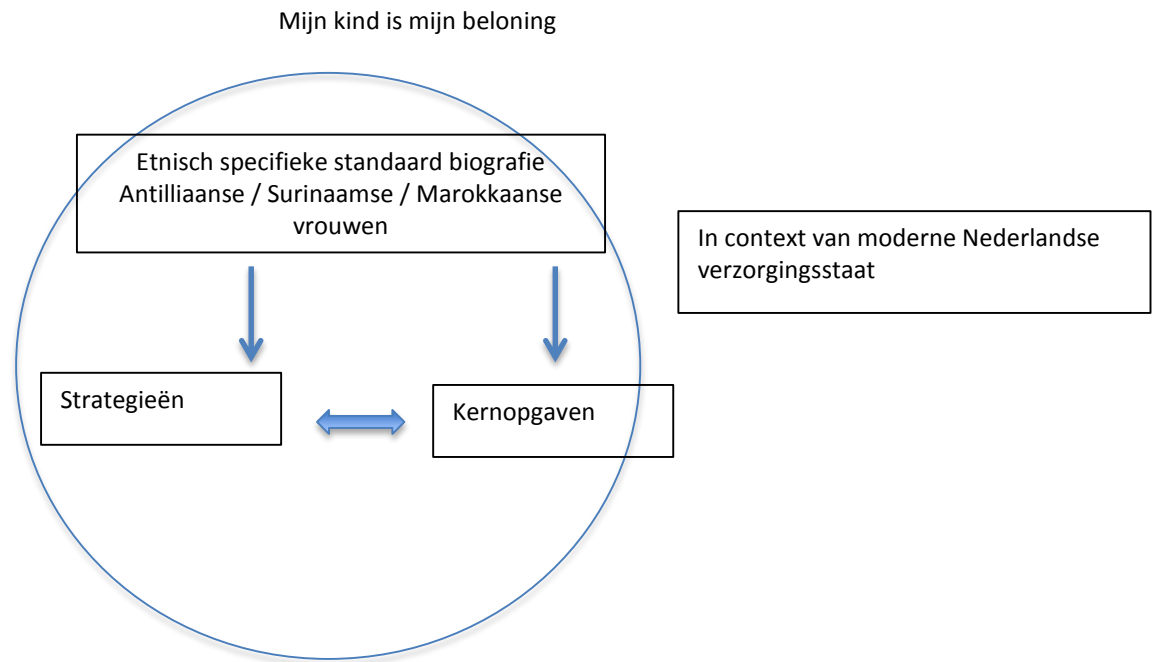 Mijn kind is mijn beloning
Etnisch specifieke standaard biografie
Antilliaanse / Surinaamse / Marokkaanse
vrouwen
In context van moderne Nederlandse
verzorgingsstaat
Strategieën
Kernopgaven